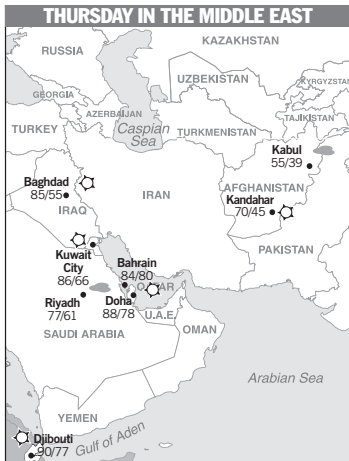 THURSDAY IN THE MIDDLE EAST
KAZAKHSTAN
RUSSIA
UZBEKISTAN
KYRGYZSTAN
GEORGIA
AZERBAIJAN
TAJIKISTAN
TURKEY
Caspian
Sea
TURKMENISTAN
Kabul
55/39
Baghdad
85/55
IRAQ
IRAN
AFGHANISTAN
Kandahar
70/45
PAKISTAN
Kuwait
City
86/66
Bahrain
84/80
QATAR
Riyadh
77/61
Doha
88/78
U.A.E.
OMAN
SAUDI ARABIA
Arabian Sea
YEMEN
Djibouti
90/77
Gulf of Aden